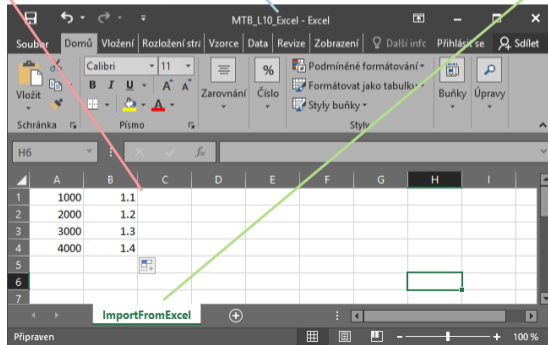 MTB_L10_Excel - Excel
Soubor Domů Vložení Rozložení strá Vzorce Data Revize Zobrazení Další infc Přihlásit se Sdílet
Calibri 11
B I U A A
A
Vložit
Zarovnání
%
Číslo
Podmíněné formátování
Formátovat jako tabulku
Styly buňky
Buňky
Úpravy
Schránka Písmo Styly
H6 fx
A B C D E F G H I
1 1000 1.1
2 2000 1.2
3 3000 1.3
4 4000 1.4
5
6
7
ImportFromExcel
Připraven 100 %